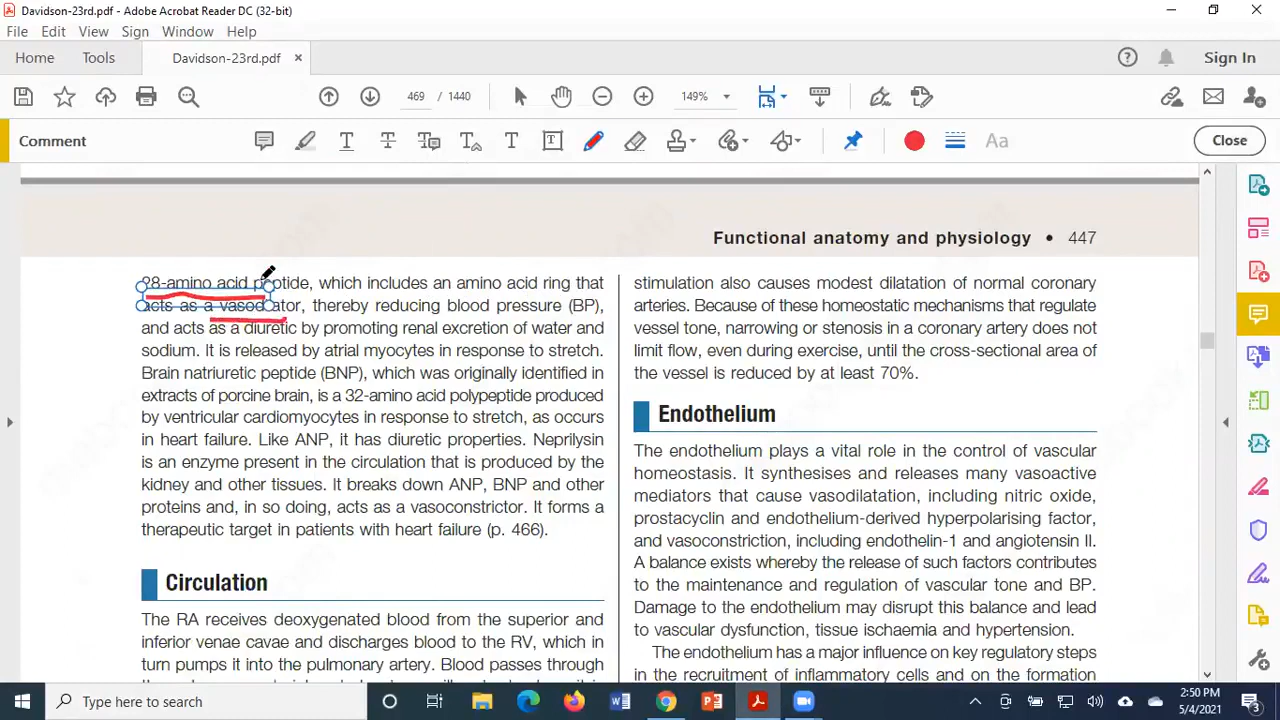 Davidson-23rd.pdf - Adobe Acrobat Reader DC (32-bit)
File Edit View Sign Window Help
Home Tools Davidson-23rd.pdf × Sign In
469 / 1440 149%
Comment Aa Close
Functional anatomy and physiology • 447
28-amino acid peptide, which includes an amino acid ring that
acts as a vasodilator, thereby reducing blood pressure (BP),
and acts as a diuretic by promoting renal excretion of water and
sodium. It is released by atrial myocytes in response to stretch.
Brain natriuretic peptide (BNP), which was originally identified in
extracts of porcine brain, is a 32-amino acid polypeptide produced
by ventricular cardiomyocytes in response to stretch, as occurs
in heart failure. Like ANP, it has diuretic properties. Neprilysin
is an enzyme present in the circulation that is produced by the
kidney and other tissues. It breaks down ANP, BNP and other
proteins and, in so doing, acts as a vasoconstrictor. It forms a
therapeutic target in patients with heart failure (p. 466).
Circulation
The RA receives deoxygenated blood from the superior and
inferior venae cavae and discharges blood to the RV, which in
turn pumps it into the pulmonary artery. Blood passes through
stimulation also causes modest dilatation of normal coronary
arteries. Because of these homeostatic mechanisms that regulate
vessel tone, narrowing or stenosis in a coronary artery does not
limit flow, even during exercise, until the cross-sectional area of
the vessel is reduced by at least 70%.
Endothelium
The endothelium plays a vital role in the control of vascular
homeostasis. It synthesises and releases many vasoactive
mediators that cause vasodilatation, including nitric oxide,
prostacyclin and endothelium-derived hyperpolarising factor,
and vasoconstriction, including endothelin-1 and angiotensin II.
A balance exists whereby the release of such factors contributes
to the maintenance and regulation of vascular tone and BP.
Damage to the endothelium may disrupt this balance and lead
to vascular dysfunction, tissue ischaemia and hypertension.
The endothelium has a major influence on key regulatory steps
in the recruitment of inflammatory cells and on the formation
Type here to search
2:50 PM
5/4/2021
3